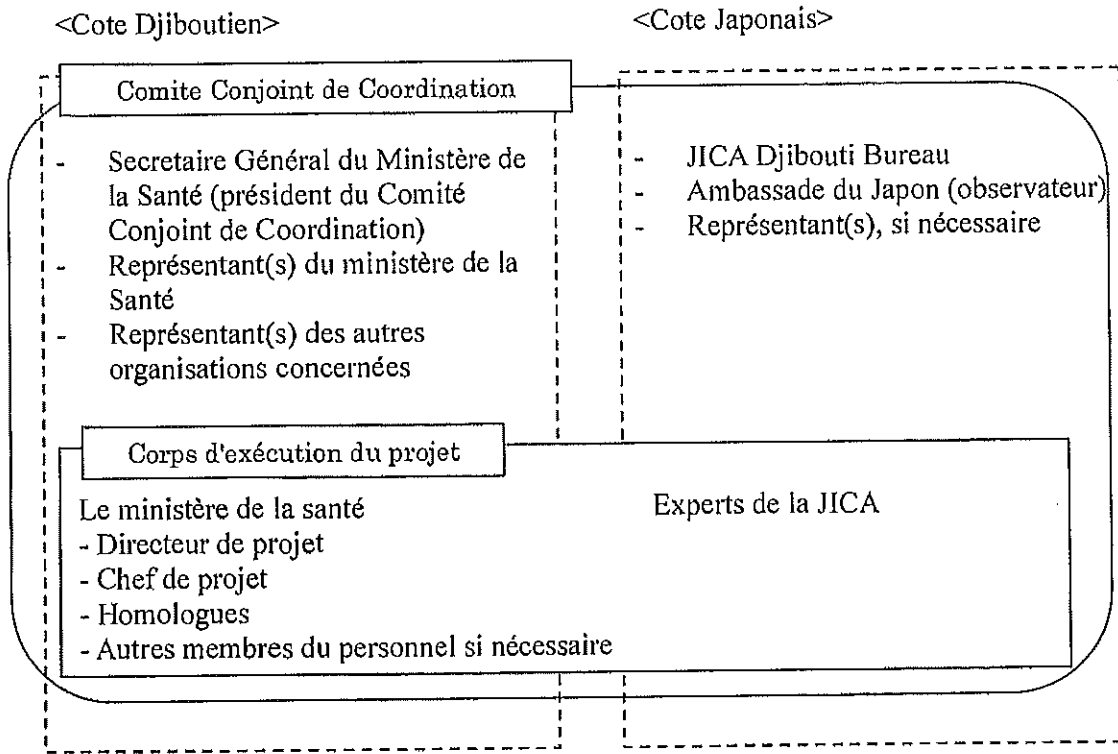 <Cote Djiboutien>
<Cote Japonais>
Comite Conjoint de Coordination
- Secretaire Général du Ministère de
la Santé (président du Comité
Conjoint de Coordination)
- Représentant(s) du ministère de la
Santé
- Représentant(s) des autres
organisations concernées
- JICA Djibouti Bureau
- Ambassade du Japon (observateur)
- Représentant(s), si nécessaire
Corps d'exécution du projet
Le ministère de la santé
- Directeur de projet
- Chef de projet
- Homologues
- Autres membres du personnel si nécessaire
Experts de la JICA